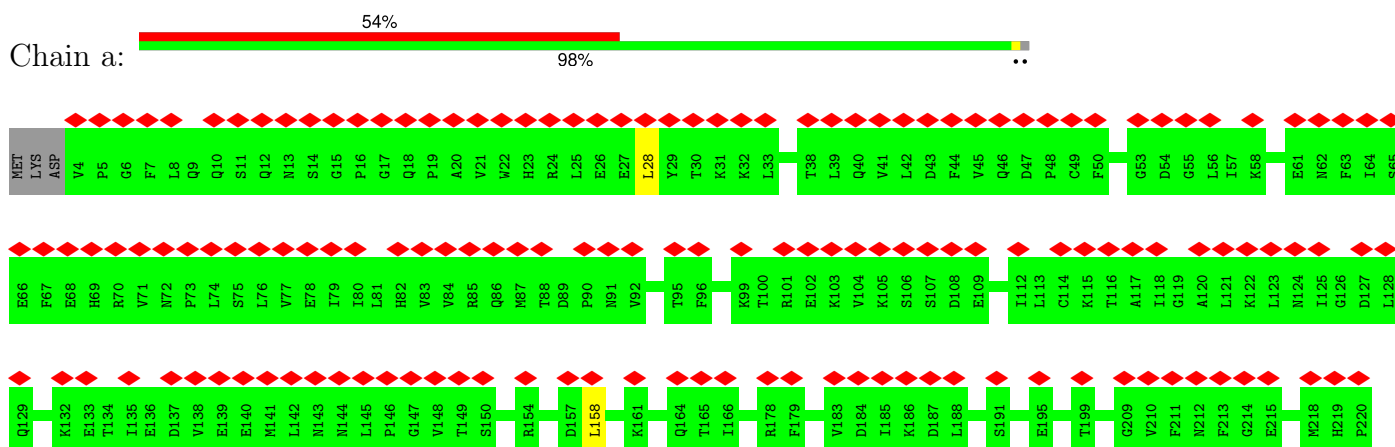 54%
Chain a:
98%
••
MET LYS ASP V4 P5 G6 F7 L8 Q9 Q10 S11 Q12 N13 S14 G15 P16 G17 Q18 P19 A20 V21 W22 H23 R24 L25 E26 E27 L28 Y29 T30 K31 K32 L33 T38 L39 Q40 V41 L42 D43 F44 V45 Q46 D47 P48 C49 F50 G53 D54 G55 L56 I57 K58 E61 N62 F63 I64 S65
E66 F67 E68 H69 R70 V71 N72 P73 L74 S75 L76 V77 E78 I79 I80 L81 H82 V83 V84 R85 Q86 M87 T88 D89 P90 N91 V92 T95 F96 K99 T100 R101 E102 K103 V104 K105 S106 S107 D108 E109 I112 L113 C114 K115 T116 A117 I118 G119 A120 L121 K122 L123 N124 I125 G126 D127 L128
Q129 K132 E133 T134 I135 E136 D137 V138 E139 E140 M141 L142 N143 N144 L145 P146 G147 V148 T149 S150 R154 D157 L158 K161 Q164 T165 I166 R178 F179 V183 D184 I185 K186 D187 L188 S191 E195 T199 G209 V210 F211 N212 F213 G214 E215 M218 H219 P220